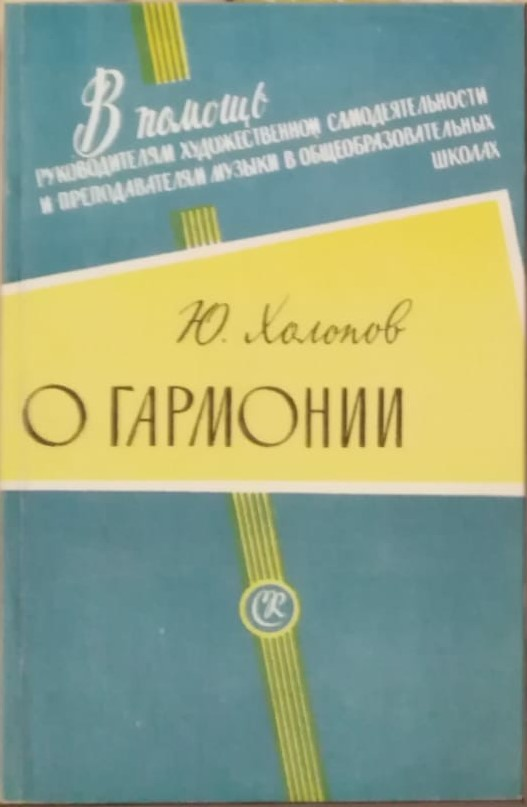 В помощь
РУКОВОДИТЕЛЯМ ХУДОЖЕСТВЕННОЙ САМОДЕЯТЕЛЬНОСТИ
И ПРЕПОДАВАТЕЛЯМ МУЗЫКИ В ОБЩЕОБРАЗОВАТЕЛЬНЫХ
ШКОЛАХ
Ю. Холопов
О ГАРМОНИИ
СК